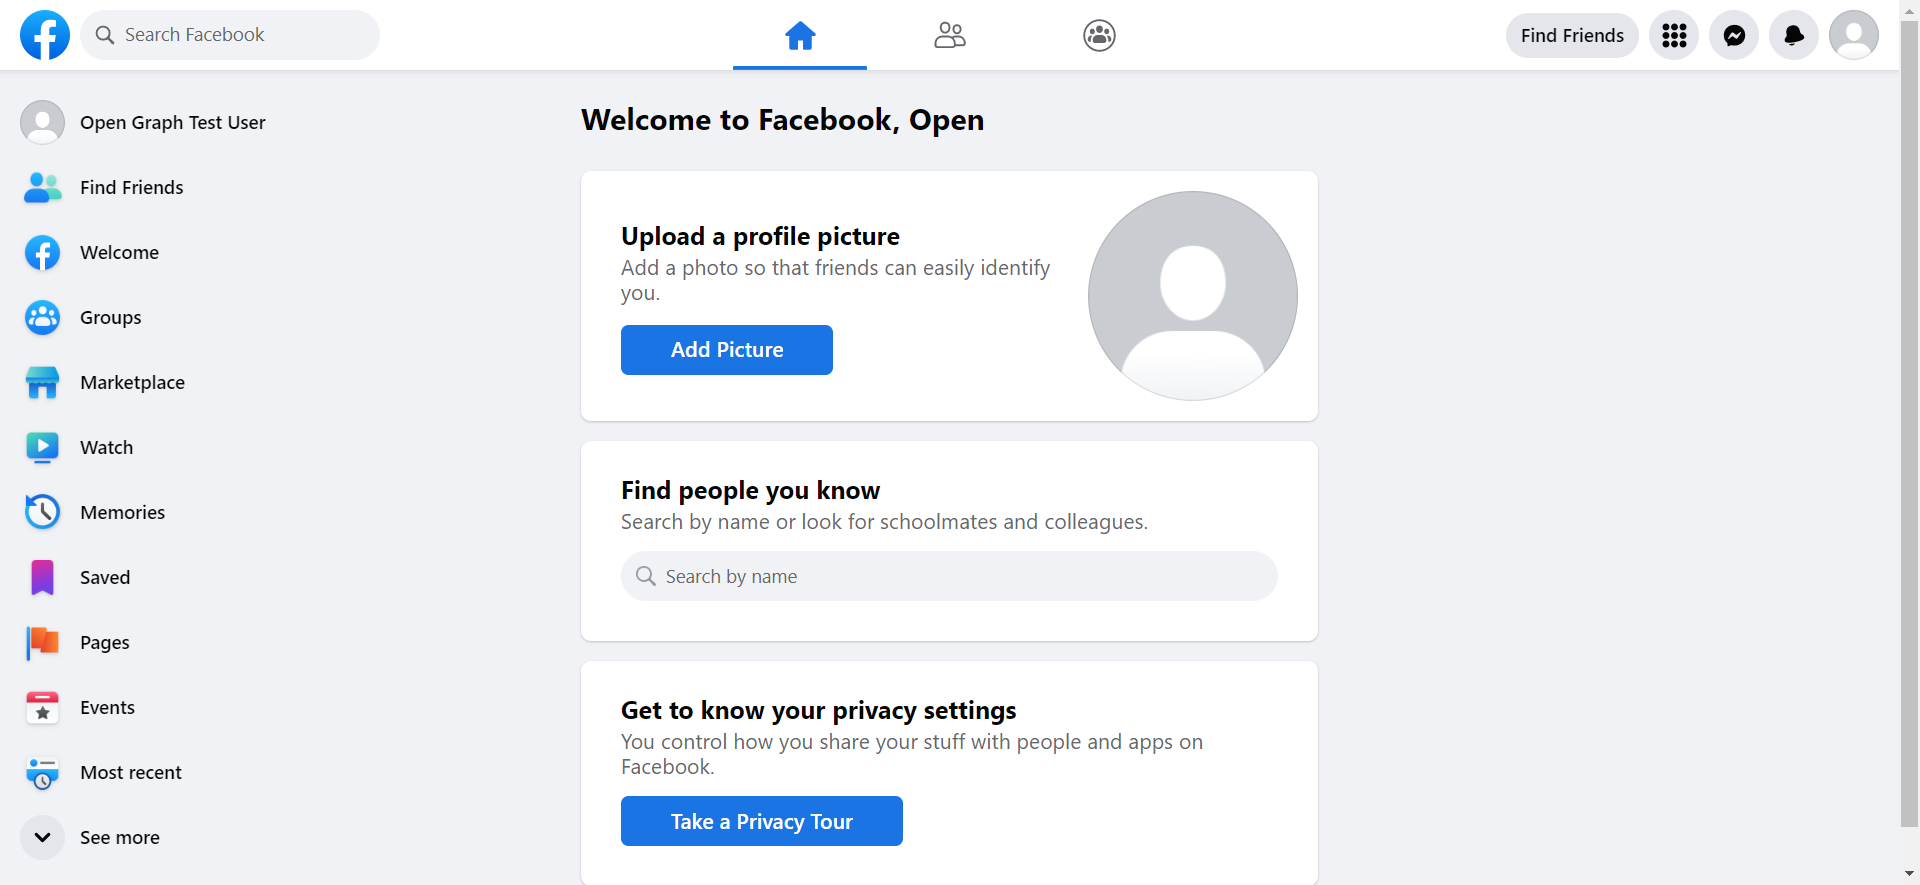 Search Facebook
Find Friends
Open Graph Test User
Find Friends
Welcome
Groups
Marketplace
Watch
Memories
Saved
Pages
Events
Most recent
See more
Welcome to Facebook, Open
Upload a profile picture
Add a photo so that friends can easily identify
you.
Add Picture
Find people you know
Search by name or look for schoolmates and colleagues.
Search by name
Get to know your privacy settings
You control how you share your stuff with people and apps on
Facebook.
Take a Privacy Tour